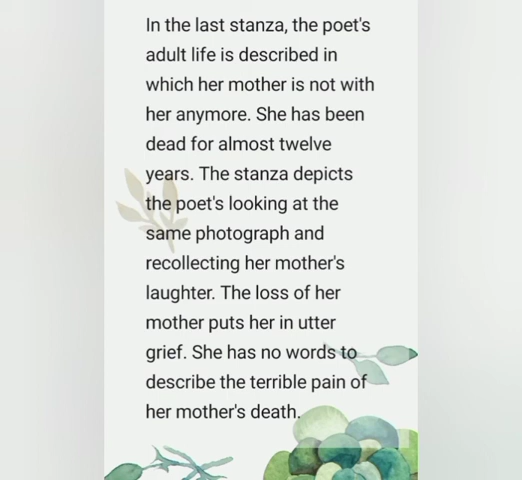 In the last stanza, the poet's
adult life is described in
which her mother is not with
her anymore. She has been
dead for almost twelve
years. The stanza depicts
the poet's looking at the
same photograph and
recollecting her mother's
laughter. The loss of her
mother puts her in utter
grief. She has no words to
describe the terrible pain of
her mother's death.